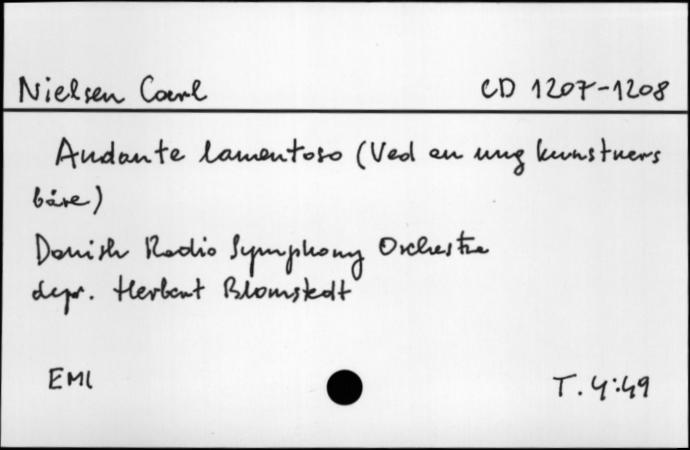 Nielsen Carl CD 1207-1208
Andante lamentoso (Ved en ung kunstners
båre)
Danish Radio Symphony Orchestra
depr. Herbert Blomstedt
EMI T. 4:49